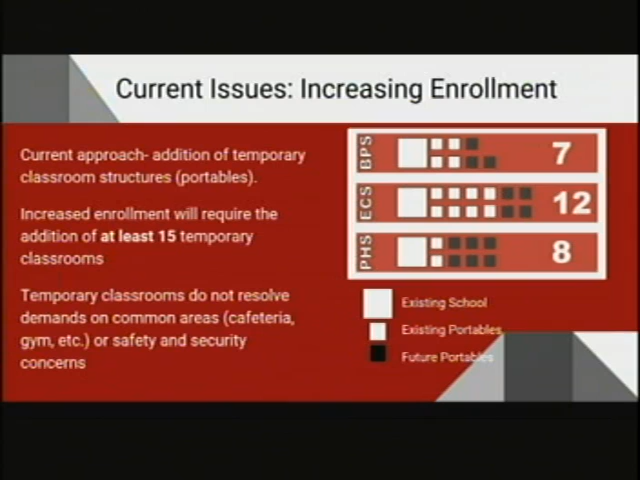 Current Issues: Increasing Enrollment
Current approach- addition of temporary
classroom structures (portables).
Increased enrollment will require the
addition of at least 15 temporary
classrooms
Temporary classrooms do not resolve
demands on common areas (cafeteria,
gym, etc.) or safety and security
concerns
BPS 7
ECS 12
PHS 8
Existing School
Existing Portables
Future Portables